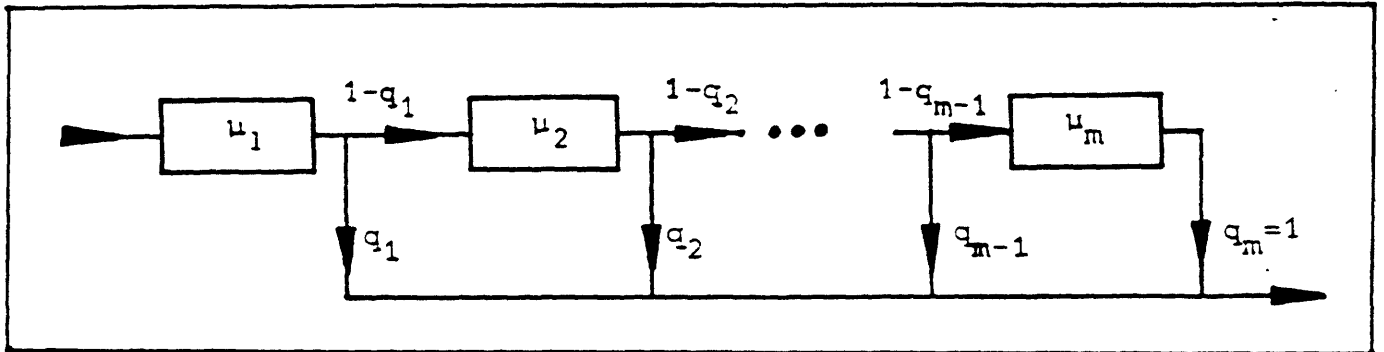 1-q₁ 1-q₂ 1-qₘ₋₁
μ₁ μ₂ ••• μₘ
q₁ q₂ qₘ₋₁ qₘ=1